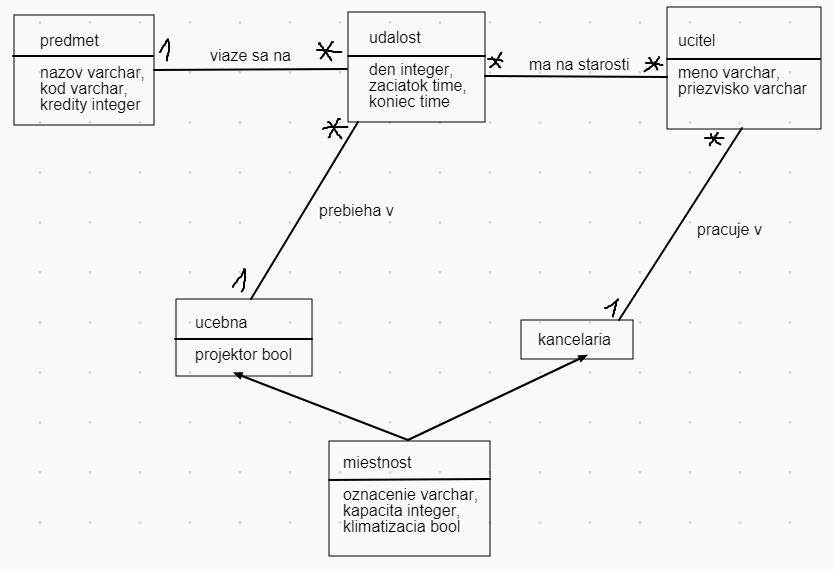 predmet
nazov varchar,
kod varchar,
kredity integer
1
viaze sa na
*
udalost
den integer,
zaciatok time,
koniec time
*
ma na starosti
*
ucitel
meno varchar,
priezvisko varchar
*
prebieha v
1
*
pracuje v
1
ucebna
projektor bool
kancelaria
miestnost
oznacenie varchar,
kapacita integer,
klimatizacia bool